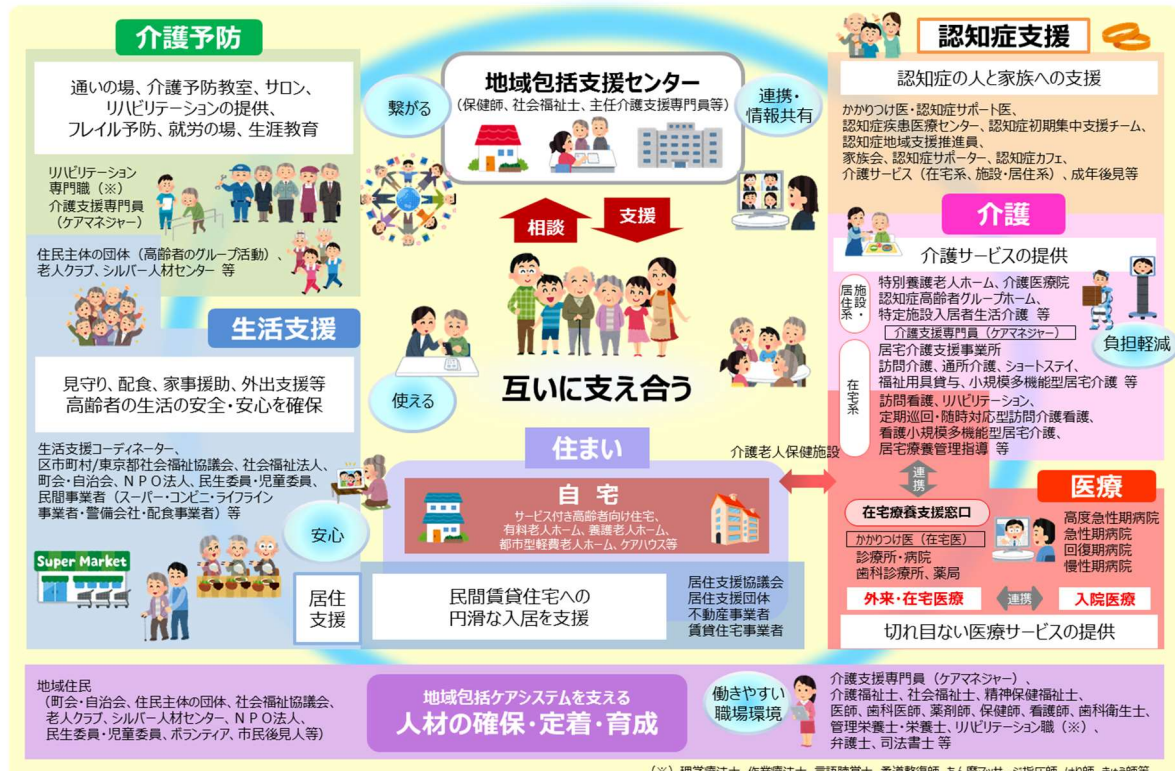 介護予防
通いの場、介護予防教室、サロン、
リハビリテーションの提供、
フレイル予防、就労の場、生涯教育
リハビリテーション
専門職（※）
介護支援専門員
（ケアマネジャー）
住民主体の団体（高齢者のグループ活動）、
老人クラブ、シルバー人材センター 等
生活支援
見守り、配食、家事援助、外出支援等
高齢者の生活の安全・安心を確保
生活支援コーディネーター、
区市町村/東京都社会福祉協議会、社会福祉法人、
町会・自治会、NPO法人、民生委員・児童委員、
民間事業者（スーパー・コンビニ・ライフライン
事業者・警備会社・配食事業者）等
Super Market
安心
繋がる
地域包括支援センター
（保健師、社会福祉士、主任介護支援専門員等）
連携・
情報共有
相談
支援
使える
互いに支え合う
住まい
自宅
サービス付き高齢者向け住宅、
有料老人ホーム、養護老人ホーム、
都市型軽費老人ホーム、ケアハウス等
居住
支援
民間賃貸住宅への
円滑な入居を支援
居住支援協議会
居住支援団体
不動産事業者
賃貸住宅事業者
介護老人保健施設
認知症支援
認知症の人と家族への支援
かかりつけ医・認知症サポート医、
認知症疾患医療センター、認知症初期集中支援チーム、
認知症地域支援推進員、
家族会、認知症サポーター、認知症カフェ、
介護サービス（在宅系、施設・居住系）、成年後見等
介護
介護サービスの提供
施設・
居住系
特別養護老人ホーム、介護医療院
認知症高齢者グループホーム、
特定施設入居者生活介護 等
介護支援専門員（ケアマネジャー）
負担軽減
在宅系
居宅介護支援事業所
訪問介護、通所介護、ショートステイ、
福祉用具貸与、小規模多機能型居宅介護 等
訪問看護、リハビリテーション、
定期巡回・随時対応型訪問介護看護、
看護小規模多機能型居宅介護、
居宅療養管理指導 等
連携
医療
在宅療養支援窓口
かかりつけ医（在宅医）
診療所・病院
歯科診療所、薬局
高度急性期病院
急性期病院
回復期病院
慢性期病院
外来・在宅医療
連携
入院医療
切れ目ない医療サービスの提供
地域住民
（町会・自治会、住民主体の団体、社会福祉協議会、
老人クラブ、シルバー人材センター、NPO法人、
民生委員・児童委員、ボランティア、市民後見人等）
地域包括ケアシステムを支える
人材の確保・定着・育成
働きやすい
職場環境
介護支援専門員（ケアマネジャー）、
介護福祉士、社会福祉士、精神保健福祉士、
医師、歯科医師、薬剤師、保健師、看護師、歯科衛生士、
管理栄養士・栄養士、リハビリテーション職（※）、
弁護士、司法書士 等
（※）理学療法士、作業療法士、言語聴覚士、柔道整復師、あん摩マッサージ指圧師、はり師、きゅう師等